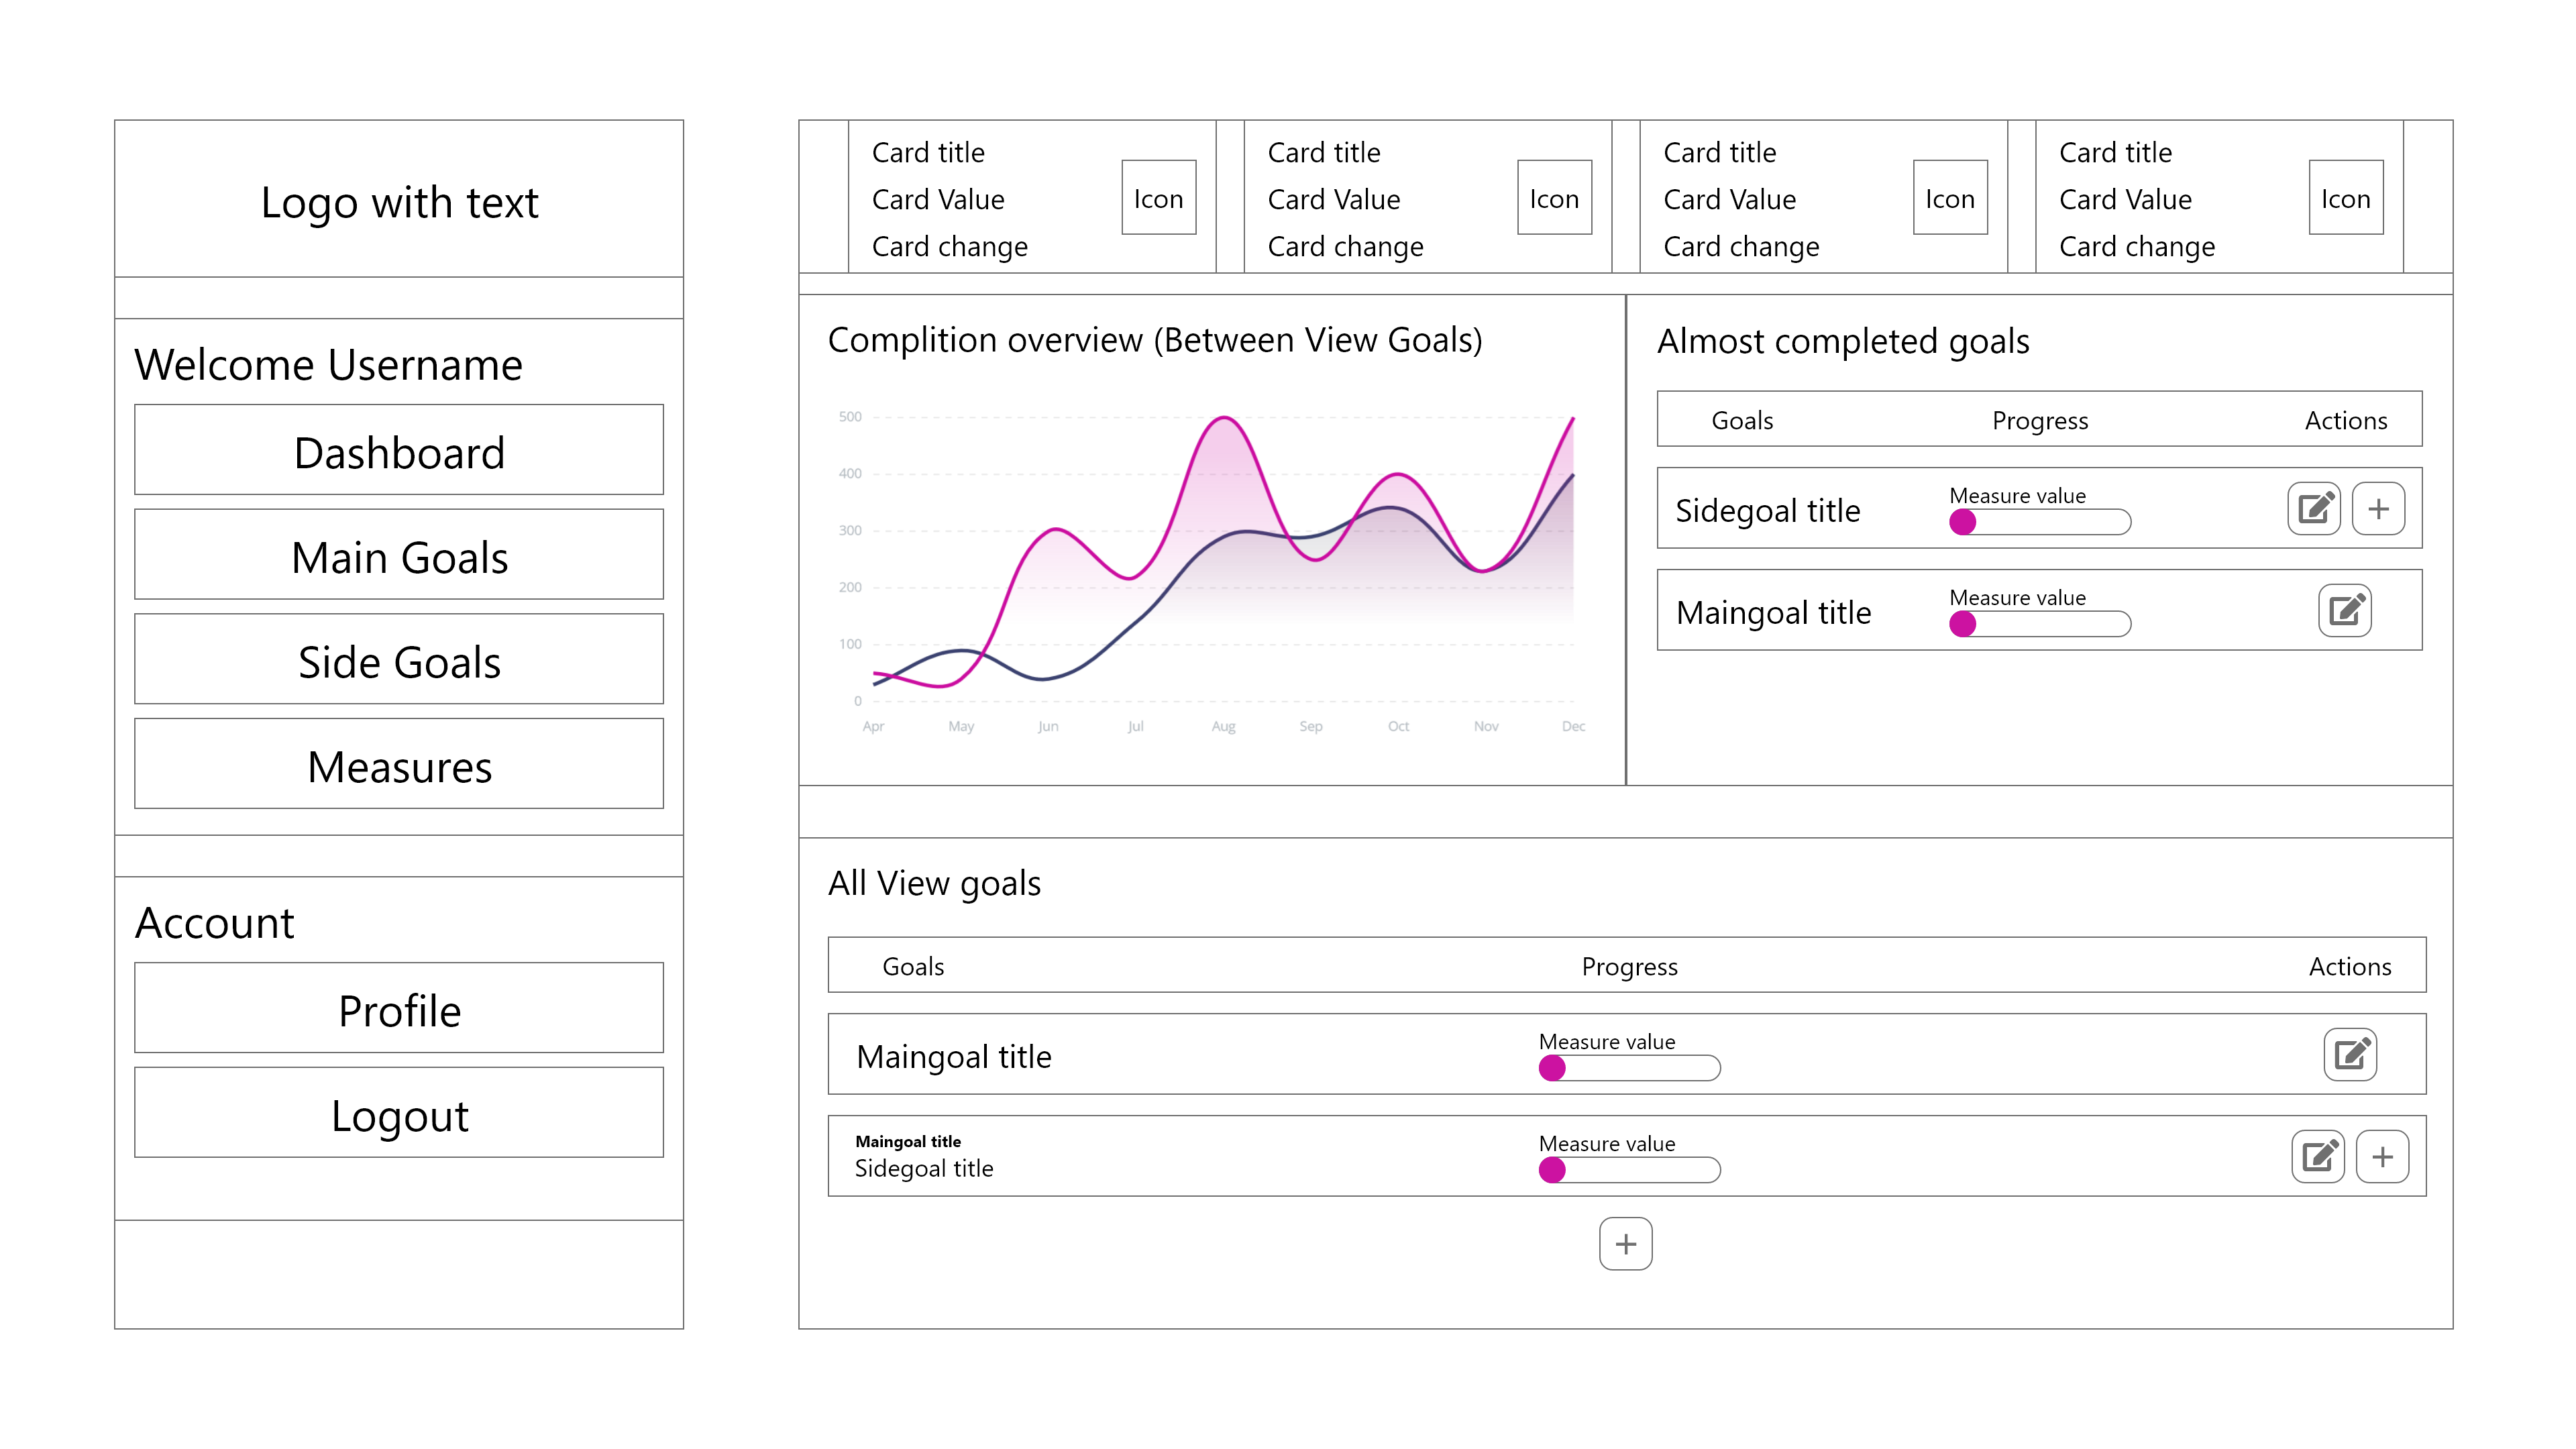 Logo with text
Welcome Username
Dashboard
Main Goals
Side Goals
Measures
Account
Profile
Logout
Card title
Card Value
Card change
Icon
Card title
Card Value
Card change
Icon
Card title
Card Value
Card change
Icon
Card title
Card Value
Card change
Icon
Complition overview (Between View Goals)
500
400
300
200
100
0
Apr May Jun Jul Aug Sep Oct Nov Dec
Almost completed goals
Goals Progress Actions
Sidegoal title
Measure value
Maingoal title
Measure value
All View goals
Goals Progress Actions
Maingoal title
Measure value
Maingoal title
Sidegoal title
Measure value